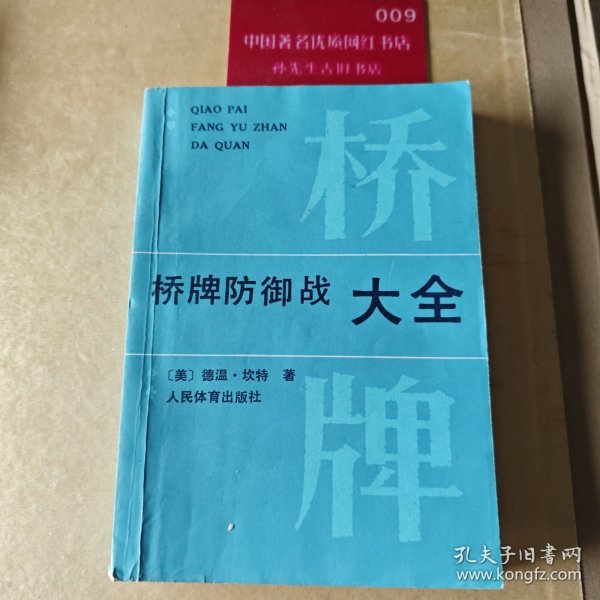 009
中国著名优质网红书店
孙先生古旧书店
QIAO PAI
FANG YU ZHAN
DA QUAN
桥
桥牌防御战 大全
〔美〕德温·坎特 著
人民体育出版社
牌
孔夫子旧书网
www.kongfz.com